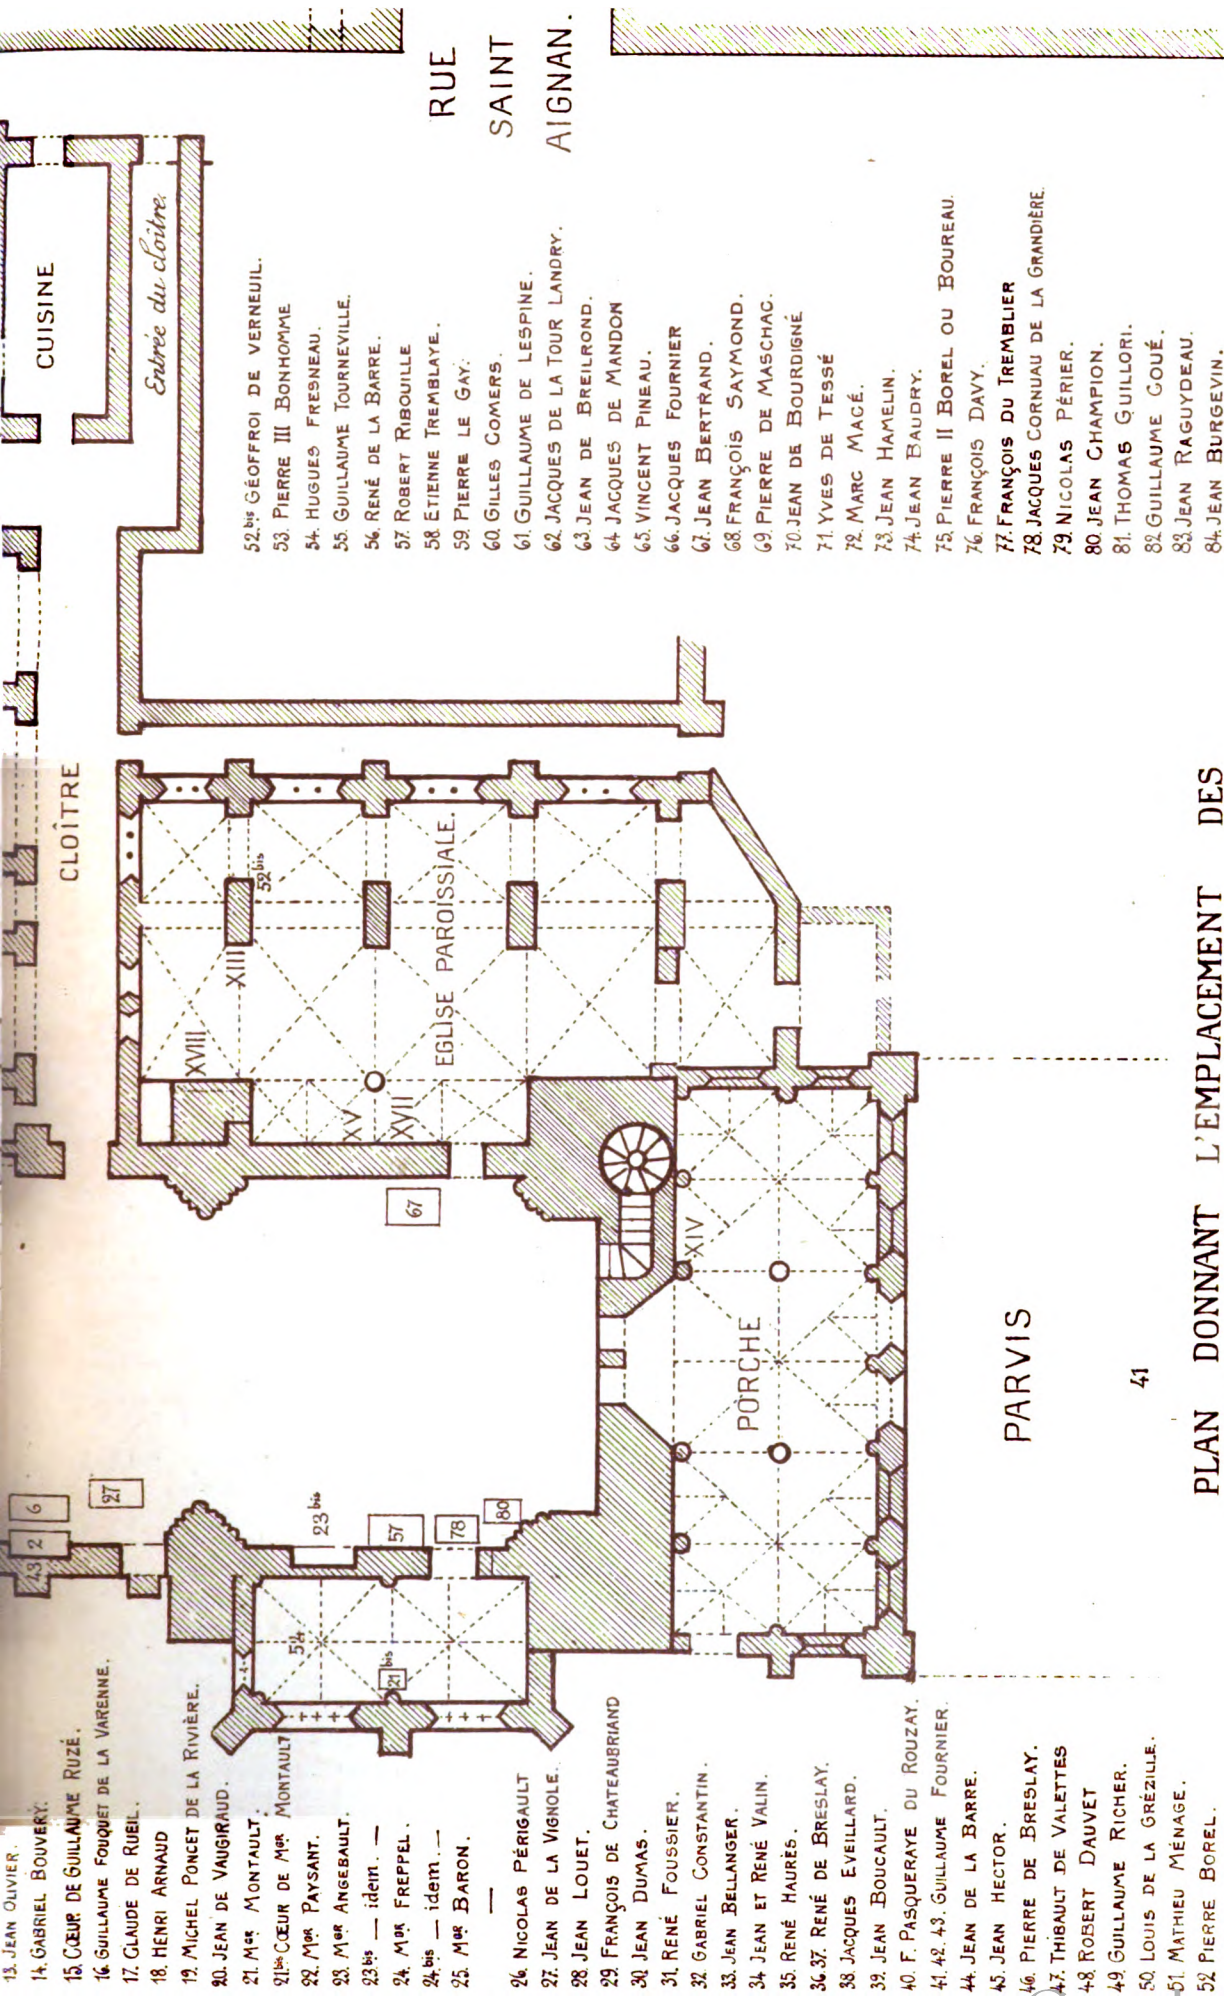 13. JEAN OLIVIER.
14. GABRIEL BOUVERY.
15. CŒUR DE GUILLAUME RUZÉ.
16. GUILLAUME FOUQUET DE LA VARENNE.
17. CLAUDE DE RUEIL.
18. HENRI ARNAUD
19. MICHEL PONCET DE LA RIVIÈRE.
20. JEAN DE VAUGIRAUD.
21. Mgr MONTAULT.
21bis CŒUR DE Mgr MONTAULT
22. Mgr PAYSANT.
23. Mgr ANGEBAULT.
23bis — idem. —
24. Mgr FREPPEL.
24bis — idem. —
25. Mgr BARON.
26. NICOLAS PÉRIGAULT
27. JEAN DE LA VIGNOLE.
28. JEAN LOUET.
29. FRANÇOIS DE CHATEAUBRIAND
30. JEAN DUMAS.
31. RENÉ FOUSSIER.
32. GABRIEL CONSTANTIN.
33. JEAN BELLANGER.
34. JEAN ET RENÉ VALIN.
35. RENÉ HAURÈS.
36.37. RENÉ DE BRESLAY.
38. JACQUES EVEILLARD.
39. JEAN BOUCAULT.
40. F. PASQUERAYE DU ROUZAY.
41.42.43. GUILLAUME FOURNIER.
44. JEAN DE LA BARRE.
45. JEAN HECTOR.
46. PIERRE DE BRESLAY.
47. THIBAULT DE VALETTES
48. ROBERT DAUVET
49. GUILLAUME RICHER.
50. LOUIS DE LA GRÉZILLE.
51. MATHIEU MÉNAGE.
52. PIERRE BOREL.
43
2
6
27
23bis
57
78
80
54
21bis
67
CLOÎTRE
XVIII
XIII
52bis
XV
XVII
EGLISE PAROISSIALE.
XIV
PORCHE
PARVIS
41
CUISINE
Entrée du cloître.
RUE
SAINT
AIGNAN.
52.bis GÉOFFROI DE VERNEUIL.
53. PIERRE III BONHOMME
54. HUGUES FRESNEAU.
55. GUILLAUME TOURNEVILLE.
56. RENÉ DE LA BARRE.
57. ROBERT RIBOUILLE
58. ETIENNE TREMBLAYE.
59. PIERRE LE GAY.
60. GILLES COMERS.
61. GUILLAUME DE LESPINE.
62. JACQUES DE LA TOUR LANDRY.
63. JEAN DE BREILROND.
64. JACQUES DE MANDON
65. VINCENT PINEAU.
66. JACQUES FOURNIER
67. JEAN BERTRAND.
68. FRANÇOIS SAYMOND.
69. PIERRE DE MASCHAC.
70. JEAN DE BOURDIGNÉ
71. YVES DE TESSÉ
72. MARC MACÉ.
73. JEAN HAMELIN.
74. JEAN BAUDRY.
75. PIERRE II BOREL OU BOUREAU.
76. FRANÇOIS DAVY.
77. FRANÇOIS DU TREMBLIER
78. JACQUES CORNUAU DE LA GRANDIÈRE.
79. NICOLAS PÉRIER.
80. JEAN CHAMPION.
81. THOMAS GUILLORI.
82. GUILLAUME COUÉ.
83. JEAN RAGUYDEAU.
84. JEAN BURGEVIN.
PLAN DONNANT L'EMPLACEMENT DES